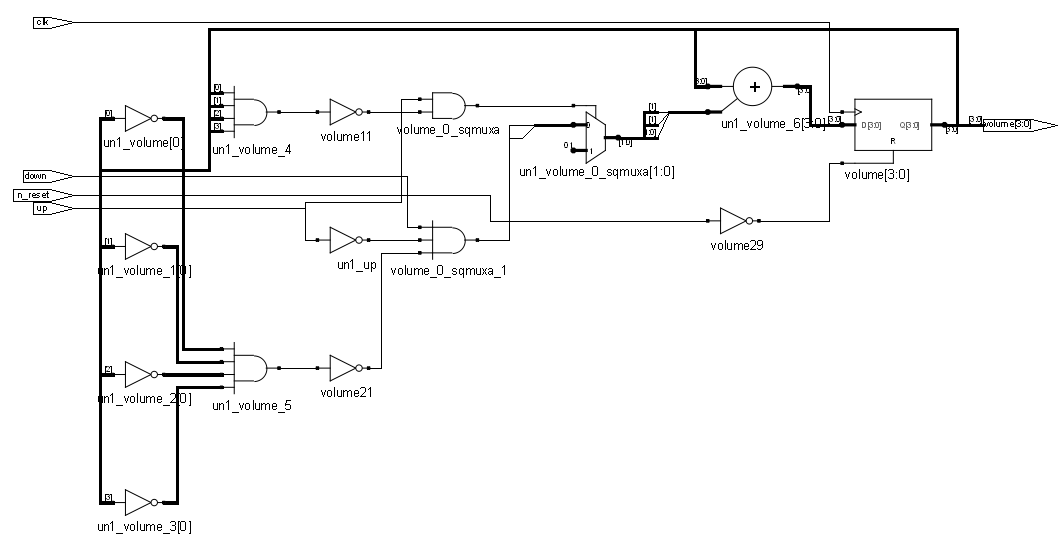 clk
[0]
[1]
[2]
[3]
un1_volume_4
volume11
volume_0_sqmuxa
0
01
1
[1:0]
un1_volume_0_sqmuxa[1:0]
[1]
[1]
[1:0]
[3:0]
+
[3:0]
un1_volume_6[3:0]
[3:0]
D[3:0]
Q[3:0]
R
[3:0]
[3:0]
volume[3:0]
volume[3:0]
[0]
un1_volume[0]
down
n_reset
up
[1]
un1_volume_1[0]
un1_up
volume_0_sqmuxa_1
volume29
[2]
un1_volume_2[0]
un1_volume_5
volume21
[3]
un1_volume_3[0]